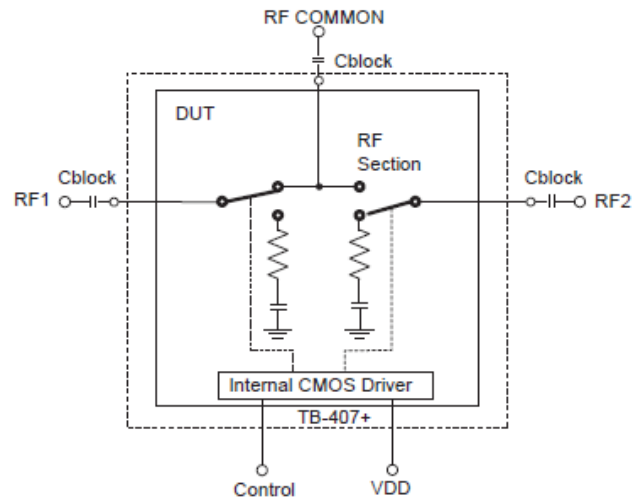 RF COMMON
Cblock
DUT
RF
Section
Cblock
RF1
Cblock
RF2
Internal CMOS Driver
TB-407+
Control
VDD